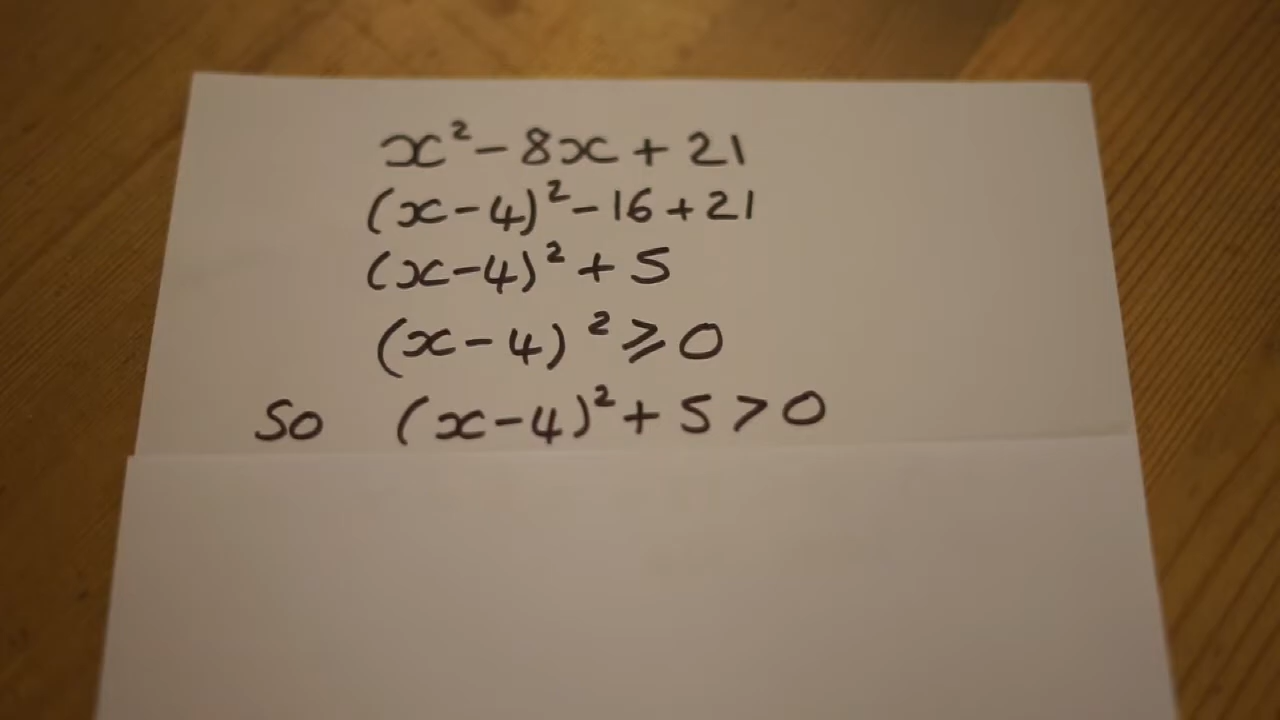 x² - 8x + 21
(x - 4)² - 16 + 21
(x - 4)² + 5
(x - 4)² ⩾ 0
So (x - 4)² + 5 > 0